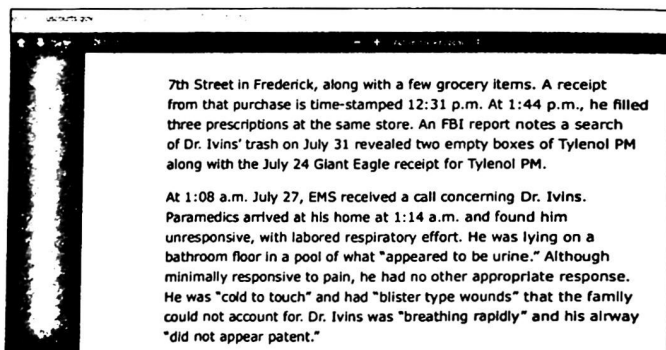 uscourts.gov
7th Street in Frederick, along with a few grocery items. A receipt
from that purchase is time-stamped 12:31 p.m. At 1:44 p.m., he filled
three prescriptions at the same store. An FBI report notes a search
of Dr. Ivins' trash on July 31 revealed two empty boxes of Tylenol PM
along with the July 24 Giant Eagle receipt for Tylenol PM.
At 1:08 a.m. July 27, EMS received a call concerning Dr. Ivins.
Paramedics arrived at his home at 1:14 a.m. and found him
unresponsive, with labored respiratory effort. He was lying on a
bathroom floor in a pool of what "appeared to be urine." Although
minimally responsive to pain, he had no other appropriate response.
He was "cold to touch" and had "blister type wounds" that the family
could not account for. Dr. Ivins was "breathing rapidly" and his airway
"did not appear patent."